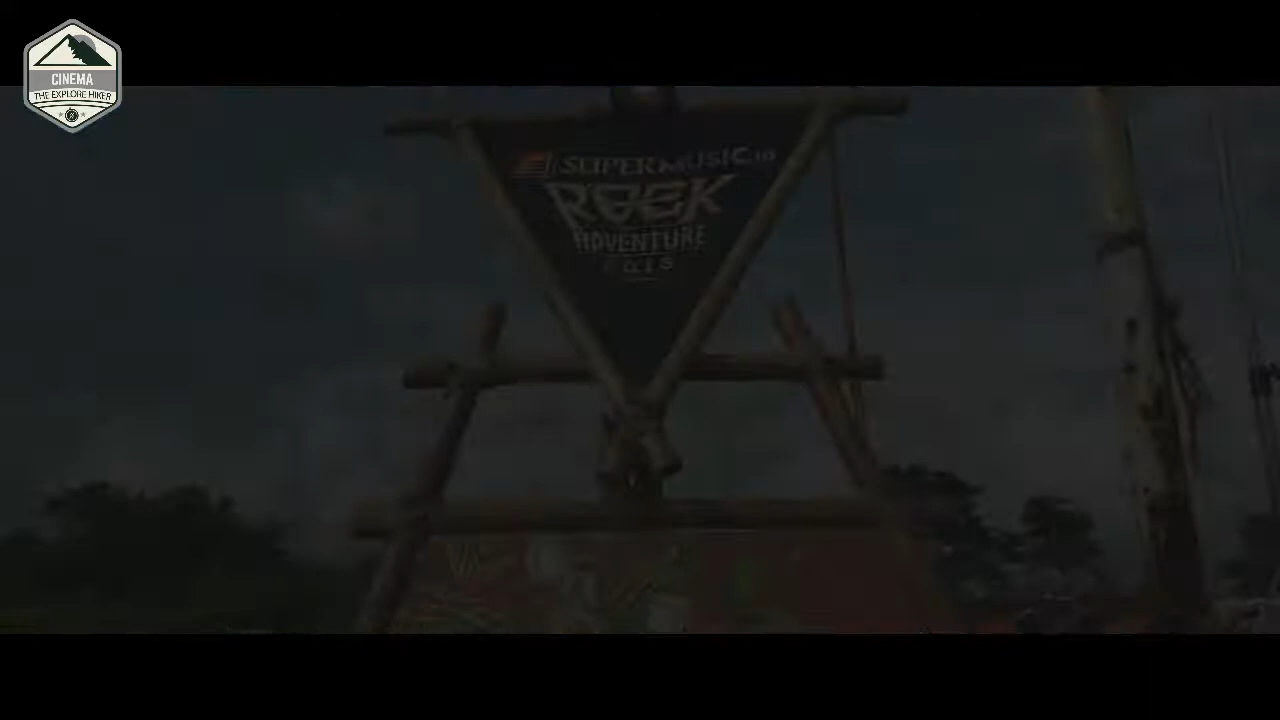 CINEMA
THE EXPLORE HIKER
SUPERMUSIC.ID
ROCK
ADVENTURE